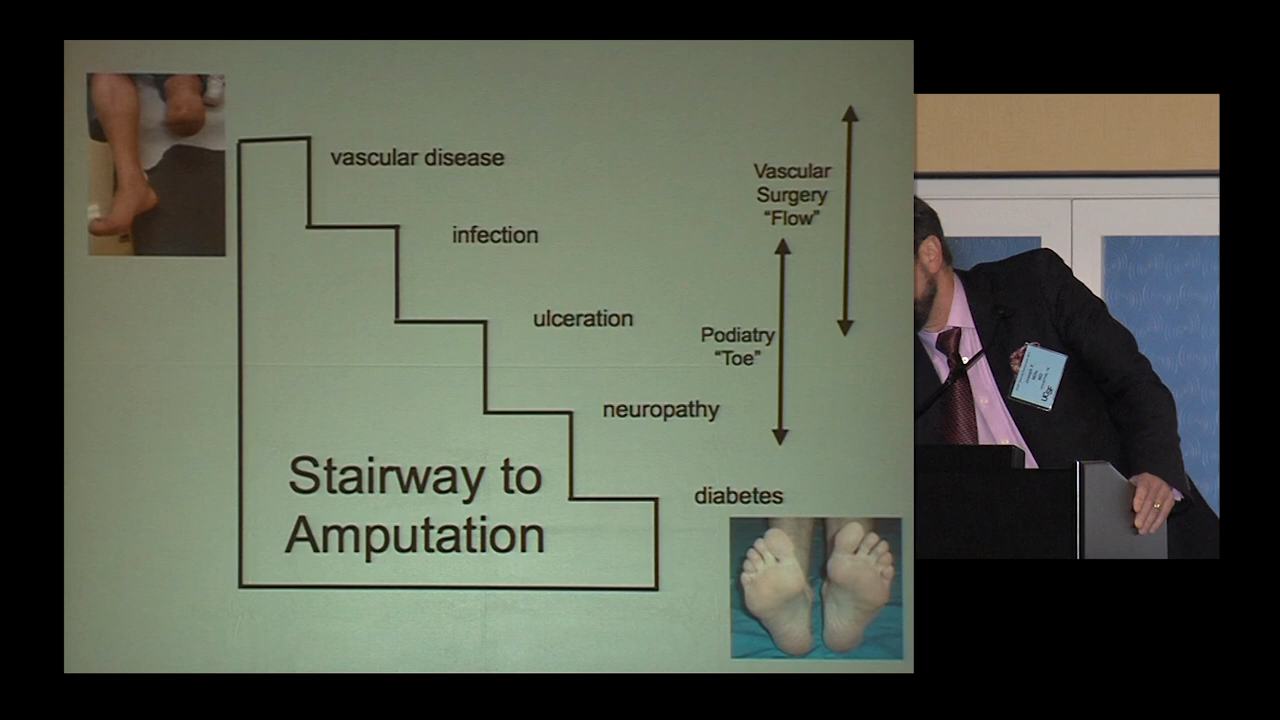 vascular disease
infection
ulceration
neuropathy
diabetes
Stairway to
Amputation
Vascular
Surgery
“Flow”
Podiatry
“Toe”
UCSF